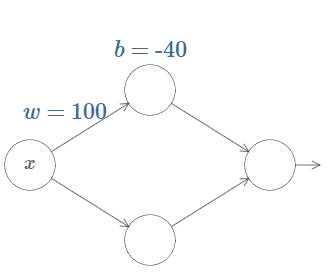 b = -40
w = 100
x